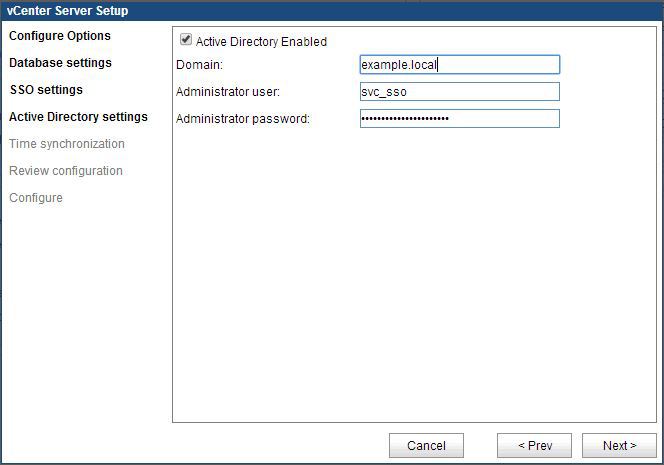 vCenter Server Setup
Configure Options
Database settings
SSO settings
Active Directory settings
Time synchronization
Review configuration
Configure
Active Directory Enabled
Domain: example.local
Administrator user: svc_sso
Administrator password: ••••••••••••••••••••••
Cancel < Prev Next >